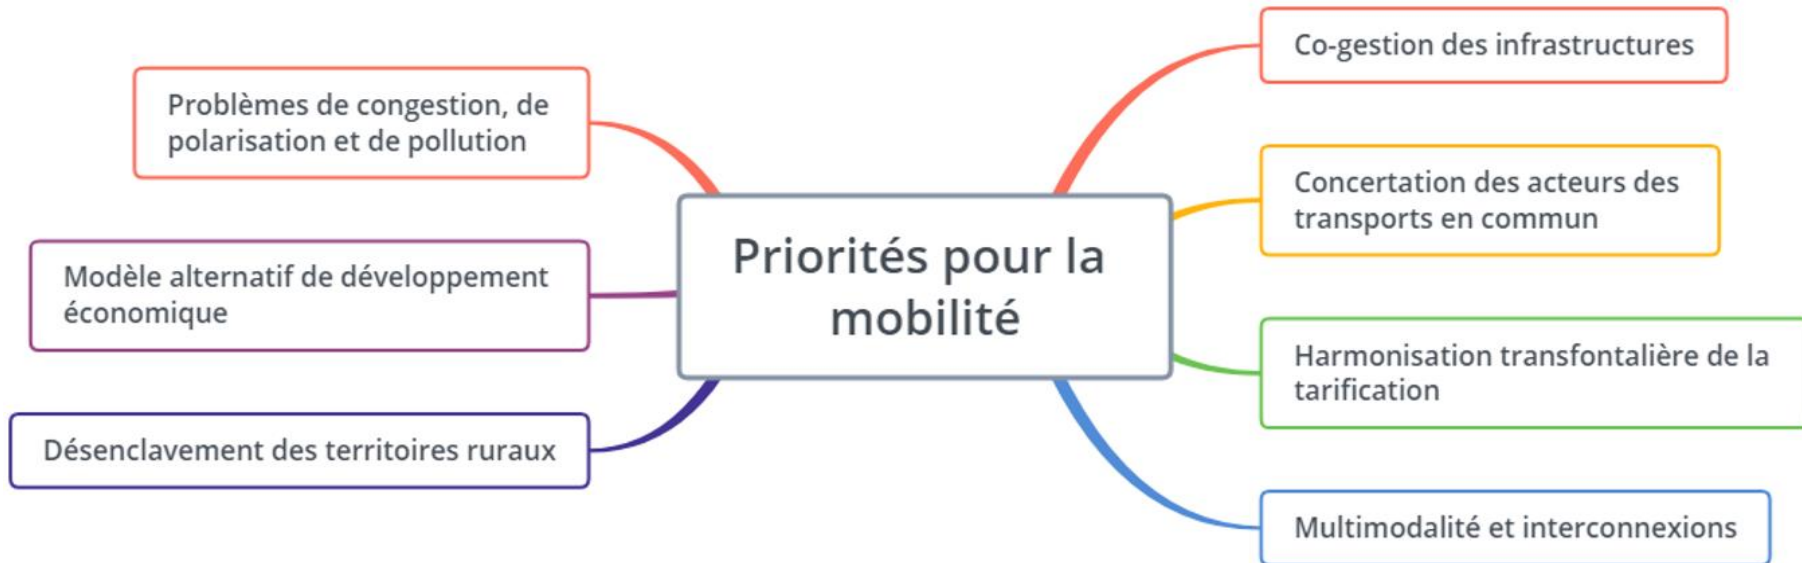 Problèmes de congestion, de
polarisation et de pollution
Modèle alternatif de développement
économique
Désenclavement des territoires ruraux
Priorités pour la
mobilité
Co-gestion des infrastructures
Concertation des acteurs des
transports en commun
Harmonisation transfontalière de la
tarification
Multimodalité et interconnexions